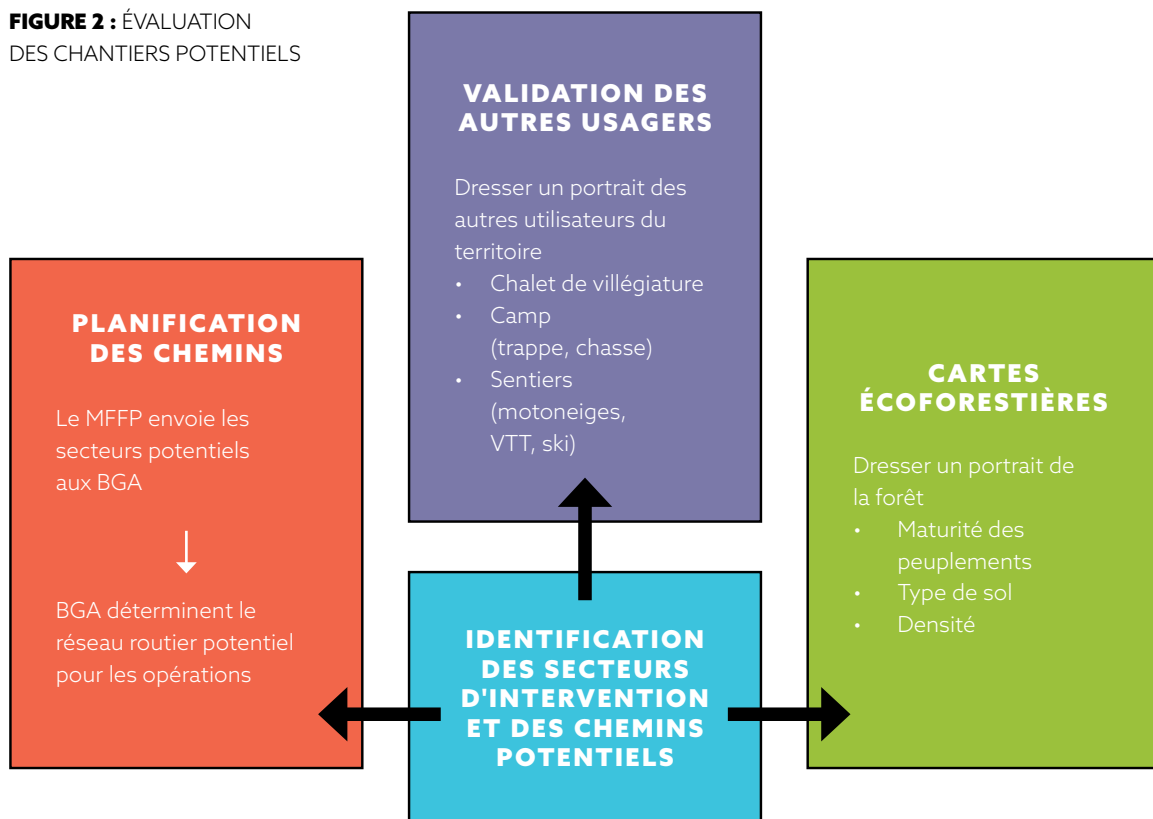 FIGURE 2 : ÉVALUATION
DES CHANTIERS POTENTIELS
VALIDATION DES
AUTRES USAGERS
Dresser un portrait des
autres utilisateurs du
territoire
• Chalet de villégiature
• Camp
(trappe, chasse)
• Sentiers
(motoneiges,
VTT, ski)
PLANIFICATION
DES CHEMINS
Le MFFP envoie les
secteurs potentiels
aux BGA
BGA déterminent le
réseau routier potentiel
pour les opérations
IDENTIFICATION
DES SECTEURS
D'INTERVENTION
ET DES CHEMINS
POTENTIELS
CARTES
ÉCOFORESTIÈRES
Dresser un portrait de
la forêt
• Maturité des
peuplements
• Type de sol
• Densité